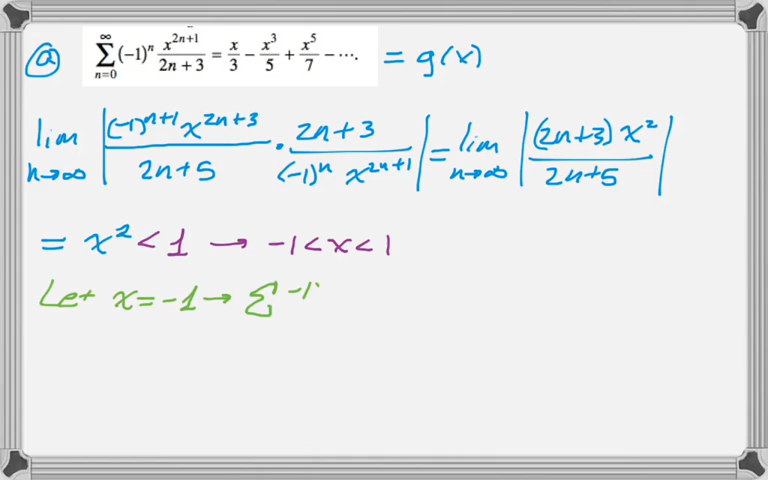 (a) ∑_{n=0}^{∞} (-1)^n x^{2n+1}/(2n+3) = x/3 - x^3/5 + x^5/7 - .... = g(x)
lim_{n→∞} |(-1)^{n+1} x^{2n+3}/(2n+5) · (2n+3)/((-1)^n x^{2n+1})| = lim_{n→∞} |(2n+3) x^2/(2n+5)|
= x^2 < 1 → -1 < x < 1
Let x = -1 → ∑ -1